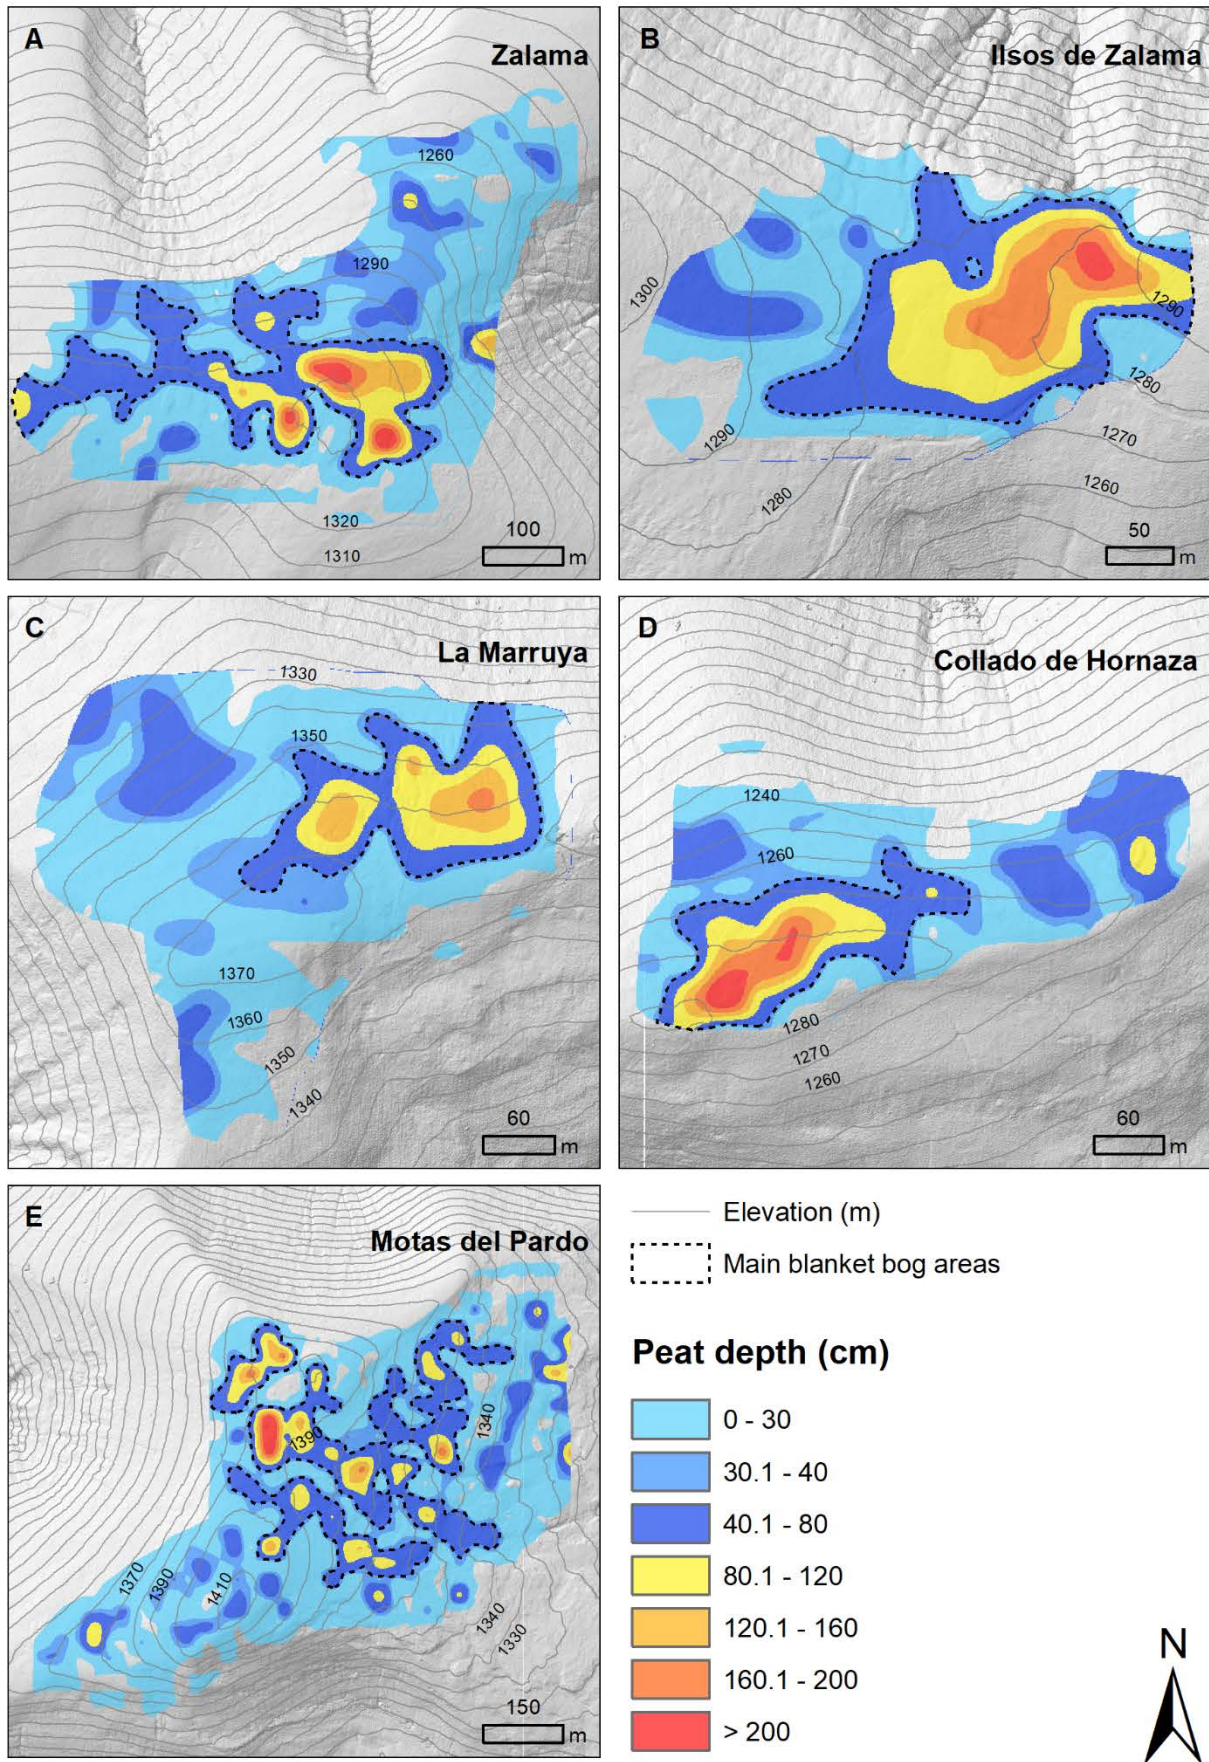 A
Zalama
1260
1290
1320
1310
100
m
B
Ilsos de Zalama
1300
1290
1290
1280
1280
1270
1260
50
m
C
La Marruya
1330
1350
1370
1360
1350
1340
60
m
D
Collado de Hornaza
1240
1260
1280
1270
1260
60
m
E
Motas del Pardo
1390
1340
1370
1390
1410
1340
1330
150
m
Elevation (m)
Main blanket bog areas
Peat depth (cm)
0 - 30
30.1 - 40
40.1 - 80
80.1 - 120
120.1 - 160
160.1 - 200
> 200
N